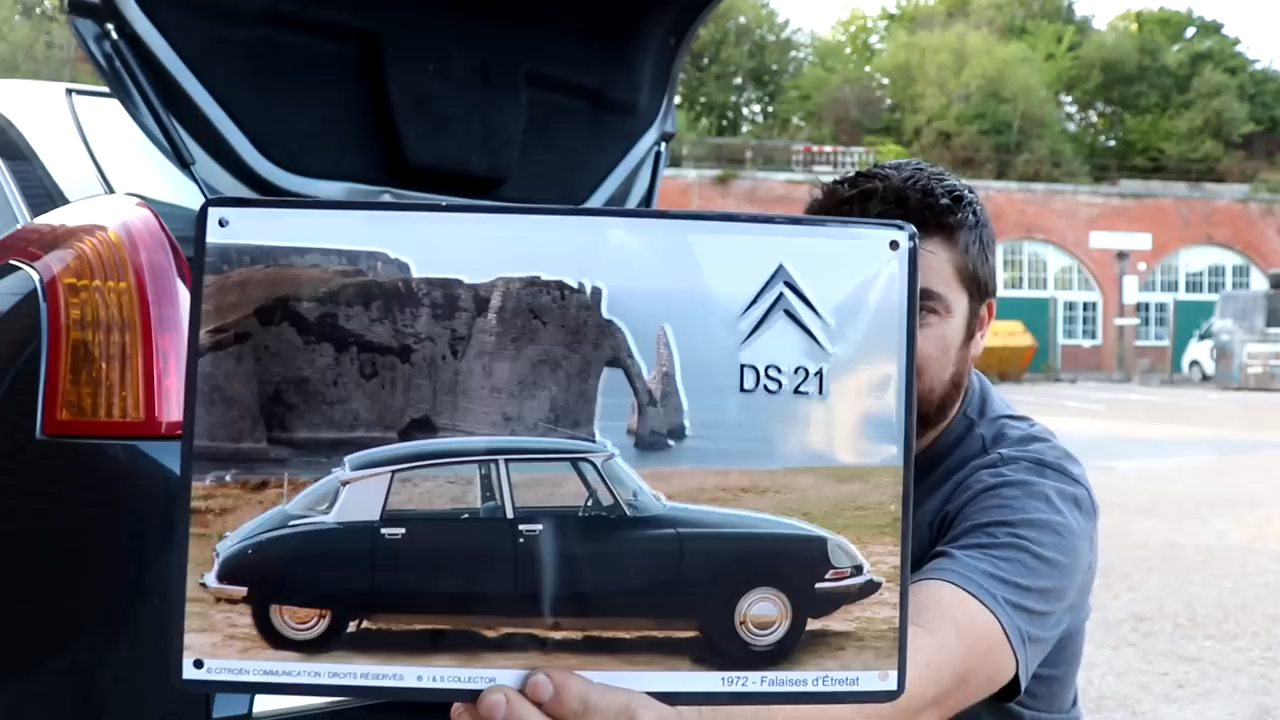 DS 21
© CITROËN COMMUNICATION / DROITS RÉSERVÉS © I & S COLLECTOR
1972 - Falaises d'Étretat